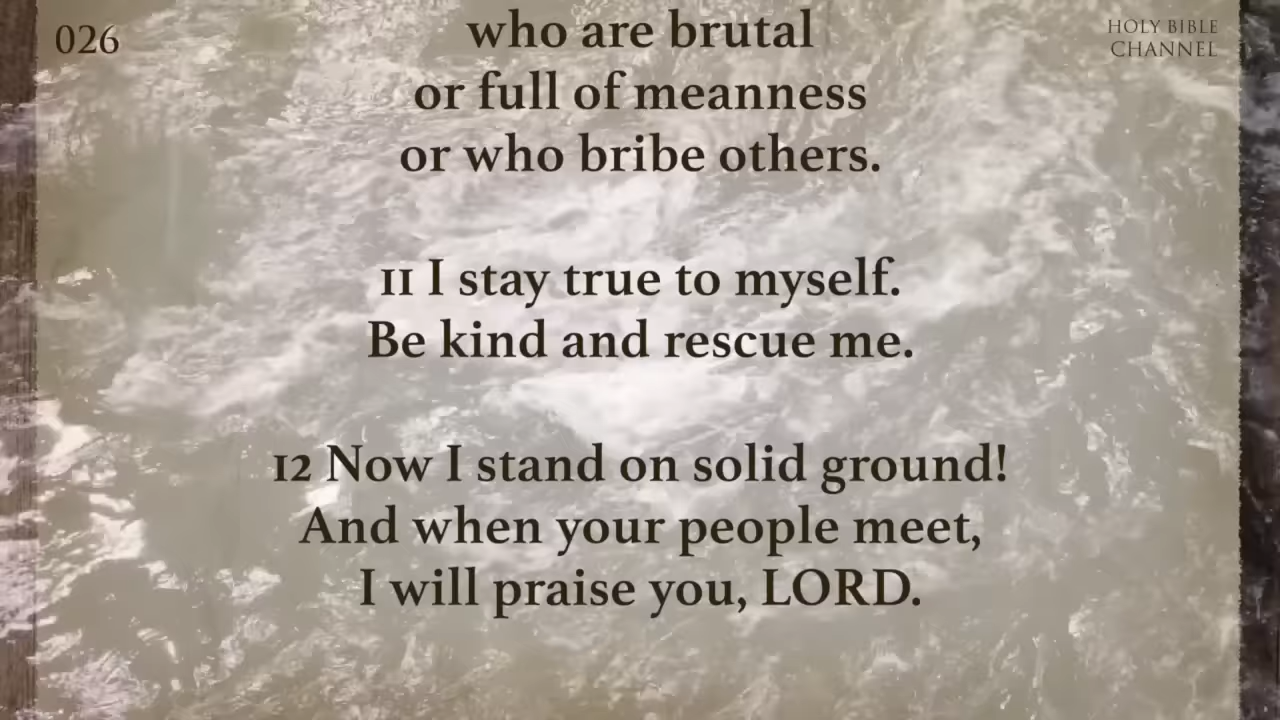 026
HOLY BIBLE
CHANNEL
who are brutal
or full of meanness
or who bribe others.
11 I stay true to myself.
Be kind and rescue me.
12 Now I stand on solid ground!
And when your people meet,
I will praise you, LORD.